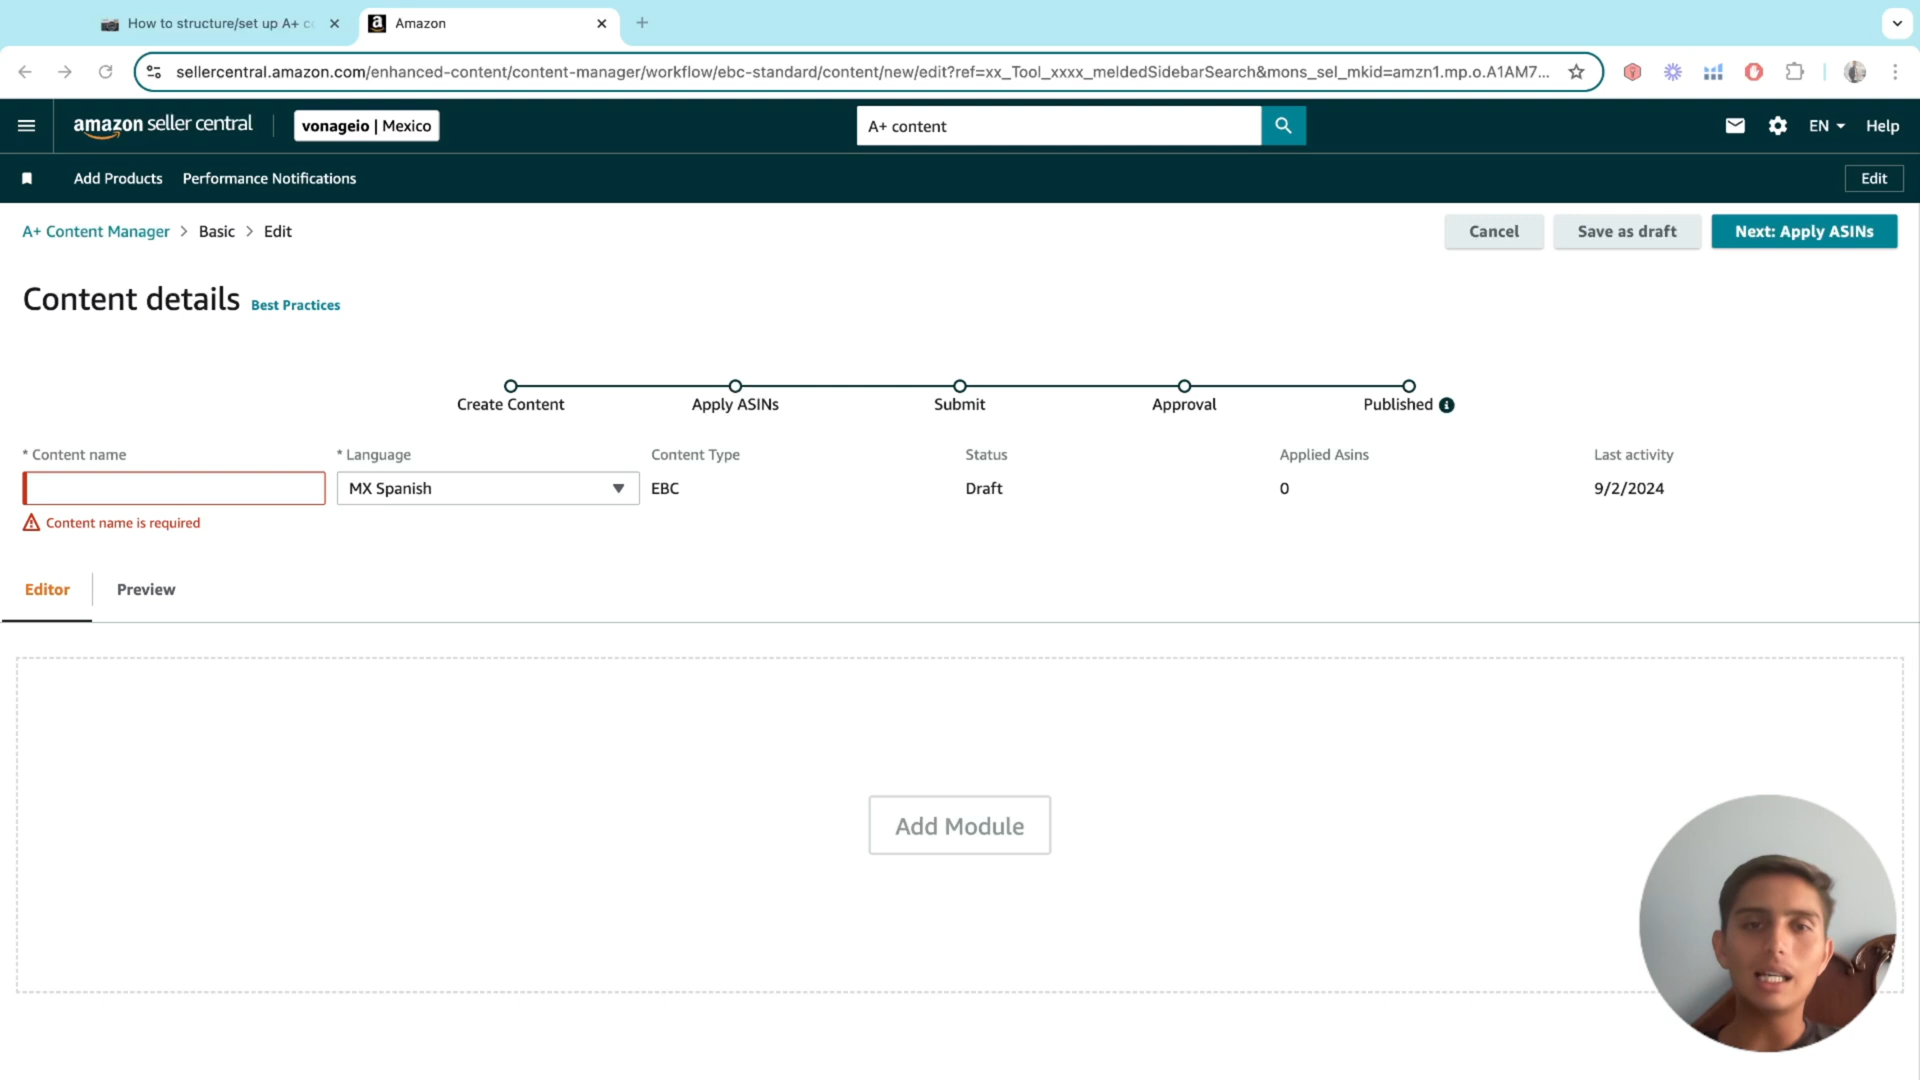 How to structure/set up A+ co
Amazon
sellercentral.amazon.com/enhanced-content/content-manager/workflow/ebc-standard/content/new/edit?ref=xx_Tool_xxxx_meldedSidebarSearch&mons_sel_mkid=amzn1.mp.o.A1AM7...
amazon seller central
vonageio | Mexico
A+ content
EN
Help
Add Products
Performance Notifications
Edit
A+ Content Manager > Basic > Edit
Cancel
Save as draft
Next: Apply ASINs
Content details
Best Practices
Create Content
Apply ASINs
Submit
Approval
Published
* Content name
* Language
Content Type
Status
Applied Asins
Last activity
MX Spanish
EBC
Draft
0
9/2/2024
Content name is required
Editor
Preview
Add Module